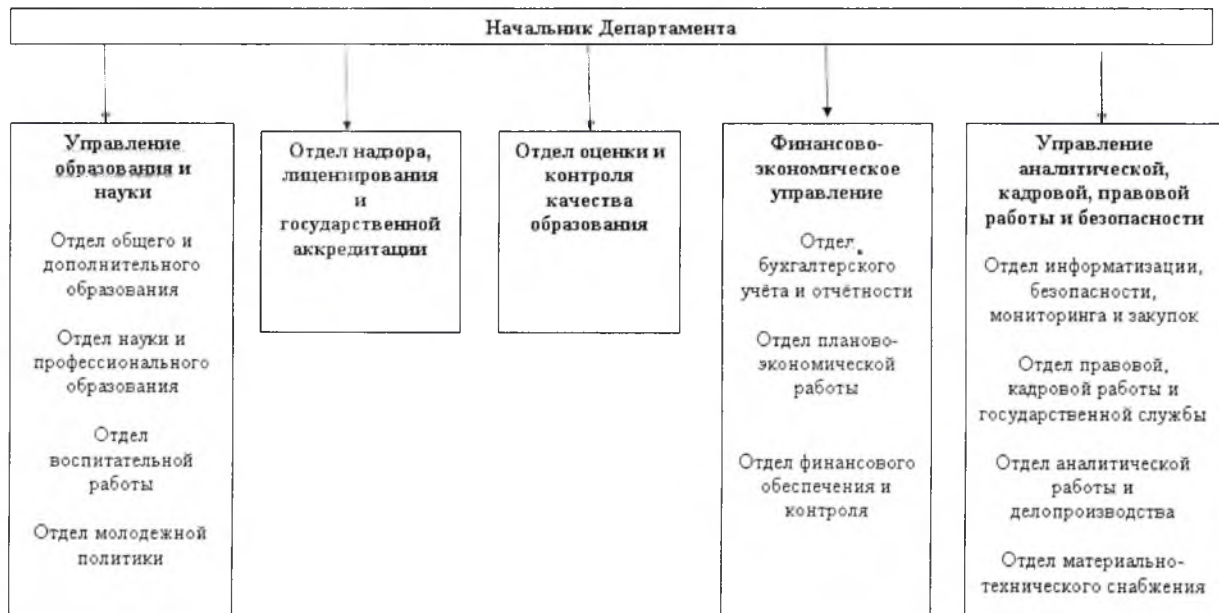 Начальник Департамента
Управление
образования и
науки
Отдел общего и
дополнительного
образования
Отдел науки и
профессионального
образования
Отдел
воспитательной
работы
Отдел молодежной
политики
Отдел надзора,
лицензирования
и
государственной
аккредитации
Отдел оценки и
контроля
качества
образования
Финансово-
экономическое
управление
Отдел
бухгалтерского
учёта и отчётности
Отдел планово-
экономической
работы
Отдел финансового
обеспечения и
контроля
Управление
аналитической,
кадровой, правовой
работы и безопасности
Отдел информатизации,
безопасности,
мониторинга и закупок
Отдел правовой,
кадровой работы и
государственной службы
Отдел аналитической
работы и
делопроизводства
Отдел материально-
технического снабжения